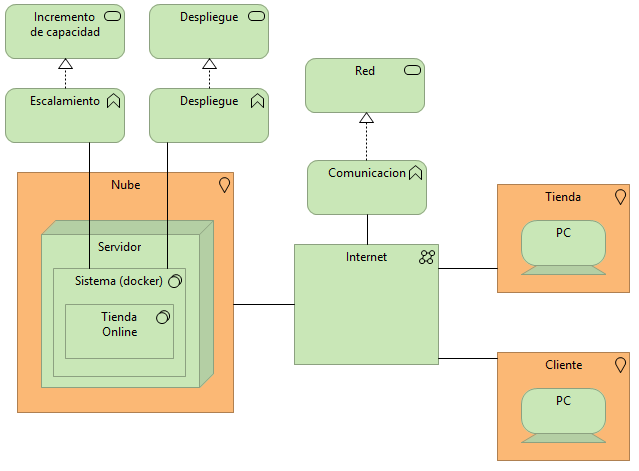 Incremento
de capacidad
Despliegue
Red
Escalamiento
Despliegue
Comunicacion
Nube
Tienda
PC
Servidor
Internet
Sistema (docker)
Tienda
Online
Cliente
PC